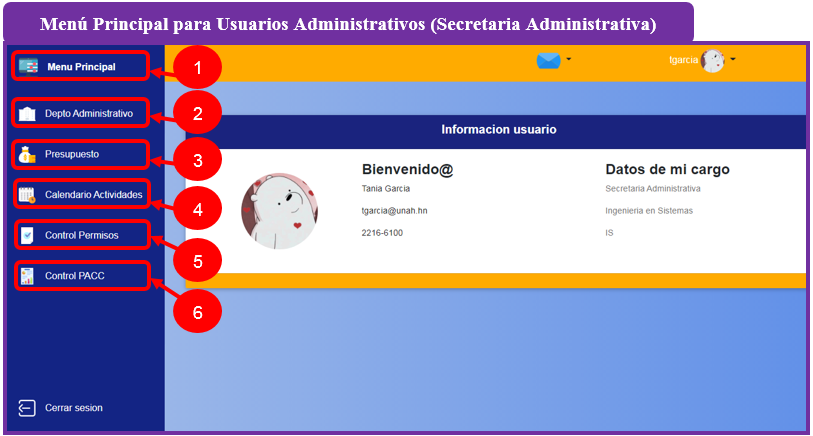 Menú Principal para Usuarios Administrativos (Secretaria Administrativa)
Menu Principal
1
tgarcia
Depto Administrativo
2
Informacion usuario
Presupuesto
3
Bienvenido@
Datos de mi cargo
Tania Garcia
Secretaria Administrativa
Calendario Actividades
4
tgarcia@unah.hn
Ingenieria en Sistemas
Control Permisos
5
2216-6100
IS
Control PACC
6
Cerrar sesion